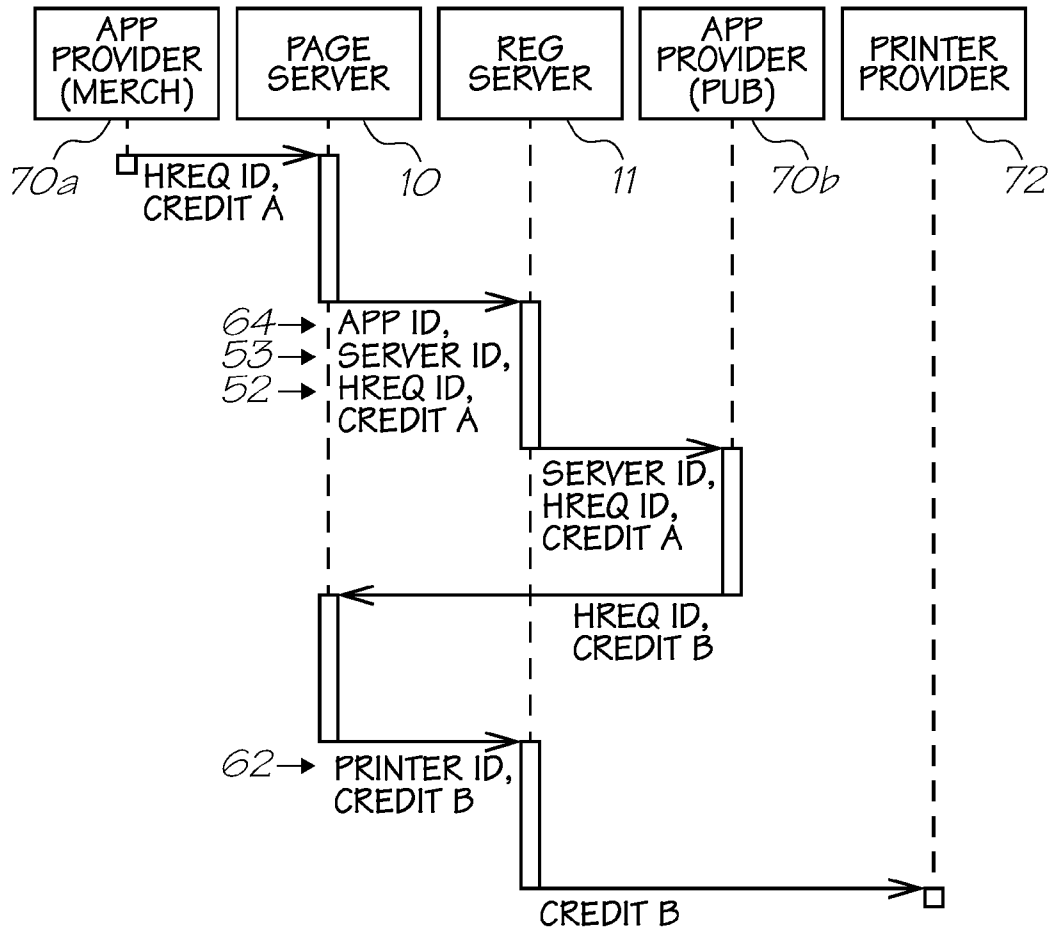 APP
PROVIDER
(MERCH)
PAGE
SERVER
REG
SERVER
APP
PROVIDER
(PUB)
PRINTER
PROVIDER
70a
10
11
70b
72
HREQ ID,
CREDIT A
64
APP ID,
53
SERVER ID,
52
HREQ ID,
CREDIT A
SERVER ID,
HREQ ID,
CREDIT A
HREQ ID,
CREDIT B
62
PRINTER ID,
CREDIT B
CREDIT B